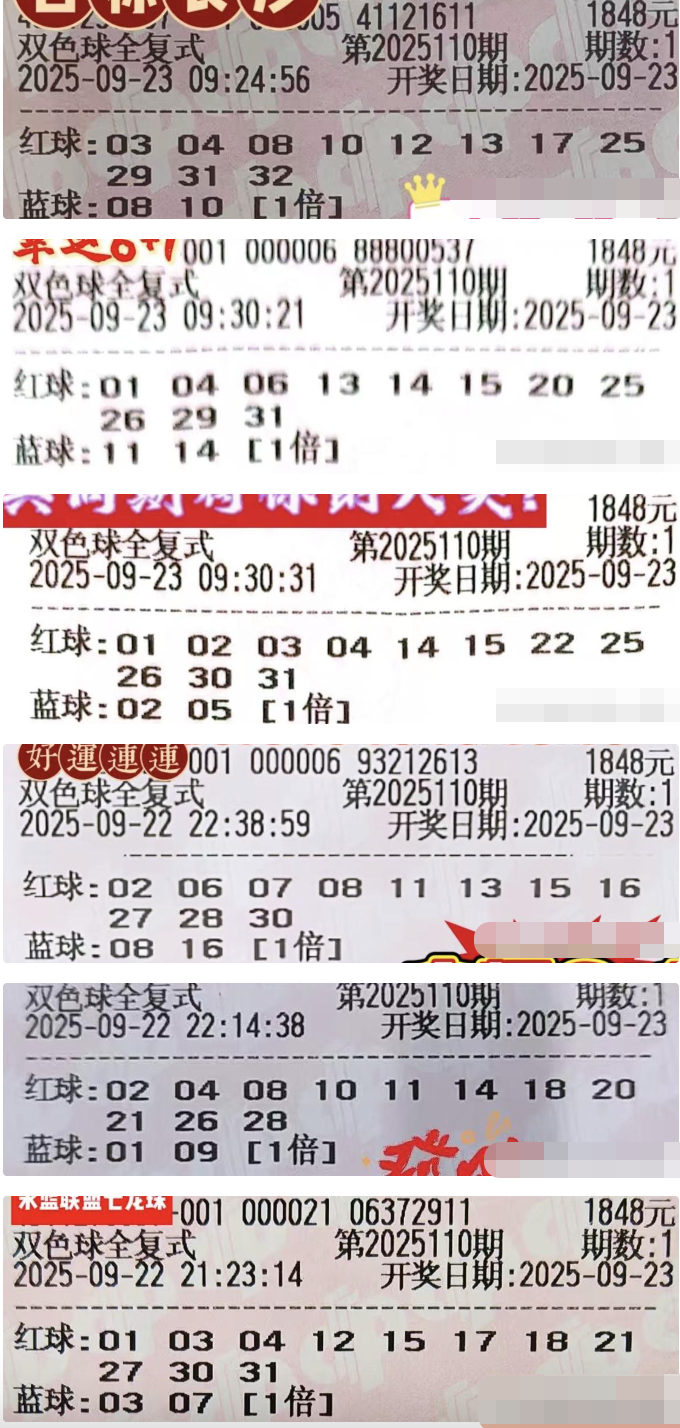 005 41121611 1848元
双色球全复式 第2025110期 期数:1
2025-09-23 09:24:56 开奖日期:2025-09-23
红球:03 04 08 10 12 13 17 25
29 31 32
蓝球:08 10 [1倍]
001 000006 88800537 1848元
双色球全复式 第2025110期 期数:1
2025-09-23 09:30:21 开奖日期:2025-09-23
红球:01 04 06 13 14 15 20 25
26 29 31
蓝球:11 14 [1倍]
1848元
双色球全复式 第2025110期 期数:1
2025-09-23 09:30:31 开奖日期:2025-09-23
红球:01 02 03 04 14 15 22 25
26 30 31
蓝球:02 05 [1倍]
好運連連 001 000006 93212613 1848元
双色球全复式 第2025110期 期数:1
2025-09-22 22:38:59 开奖日期:2025-09-23
红球:02 06 07 08 11 13 15 16
27 28 30
蓝球:08 16 [1倍]
双色球全复式 第2025110期 期数:1
2025-09-22 22:14:38 开奖日期:2025-09-23
红球:02 04 08 10 11 14 18 20
21 26 28
蓝球:01 09 [1倍]
-001 000021 06372911 1848元
双色球全复式 第2025110期 期数:1
2025-09-22 21:23:14 开奖日期:2025-09-23
红球:01 03 04 12 15 17 18 21
27 30 31
蓝球:03 07 [1倍]